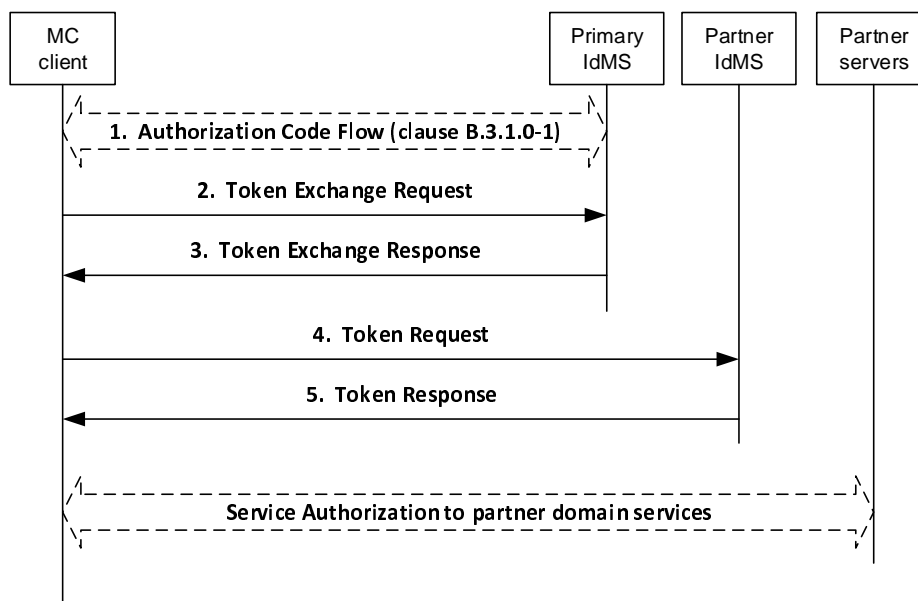 MC
client
Primary
IdMS
Partner
IdMS
Partner
servers
1. Authorization Code Flow (clause B.3.1.0-1)
2. Token Exchange Request
3. Token Exchange Response
4. Token Request
5. Token Response
Service Authorization to partner domain services